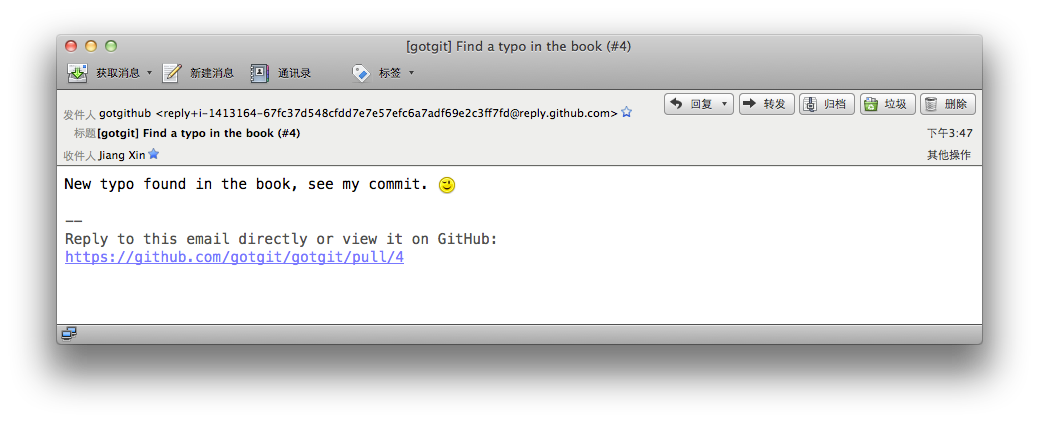 [gotgit] Find a typo in the book (#4)
获取消息 新建消息 通讯录 标签
回复 转发 归档 垃圾 删除
发件人 gotgithub <reply+i-1413164-67fc37d548cfdd7e7e57efc6a7adf69e2c3ff7fd@reply.github.com>
标题 [gotgit] Find a typo in the book (#4) 下午3:47
收件人 Jiang Xin 其他操作
New typo found in the book, see my commit.
--
Reply to this email directly or view it on GitHub:
https://github.com/gotgit/gotgit/pull/4